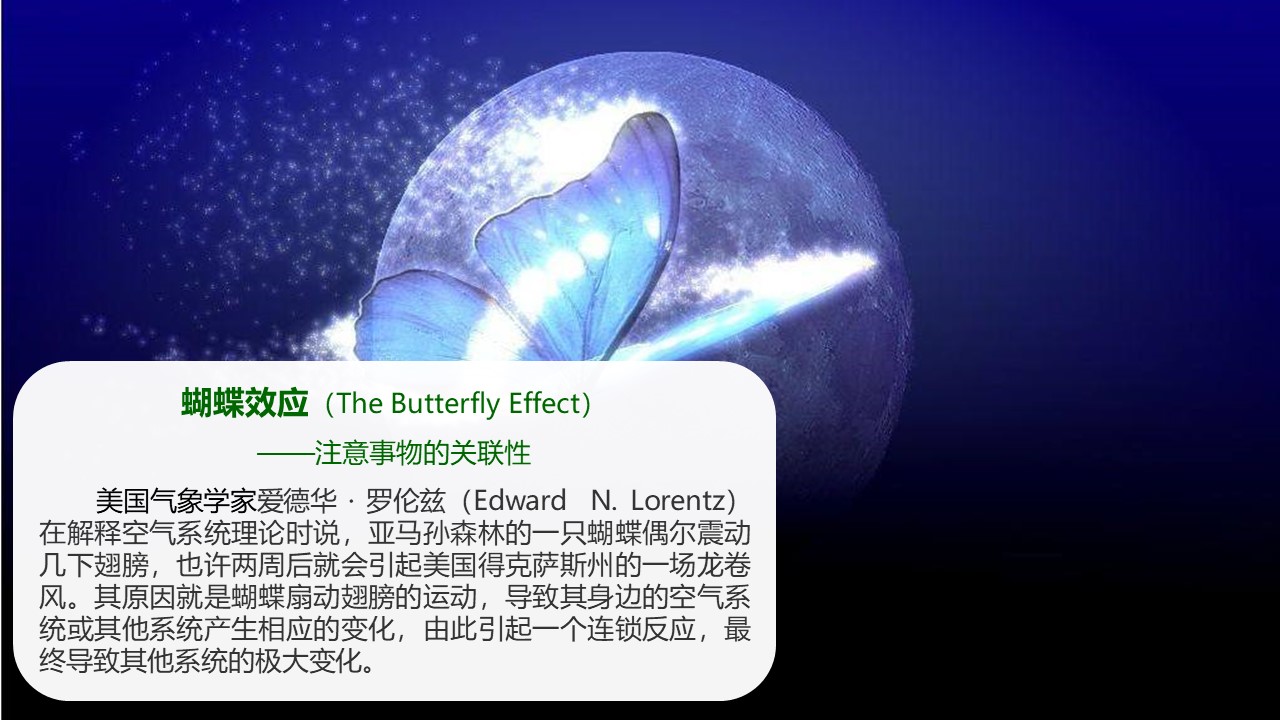 蝴蝶效应（The Butterfly Effect）
——注意事物的关联性
美国气象学家爱德华·罗伦兹（Edward N. Lorentz）
在解释空气系统理论时说，亚马孙森林的一只蝴蝶偶尔震动
几下翅膀，也许两周后就会引起美国得克萨斯州的一场龙卷
风。其原因就是蝴蝶扇动翅膀的运动，导致其身边的空气系
统或其他系统产生相应的变化，由此引起一个连锁反应，最
终导致其他系统的极大变化。